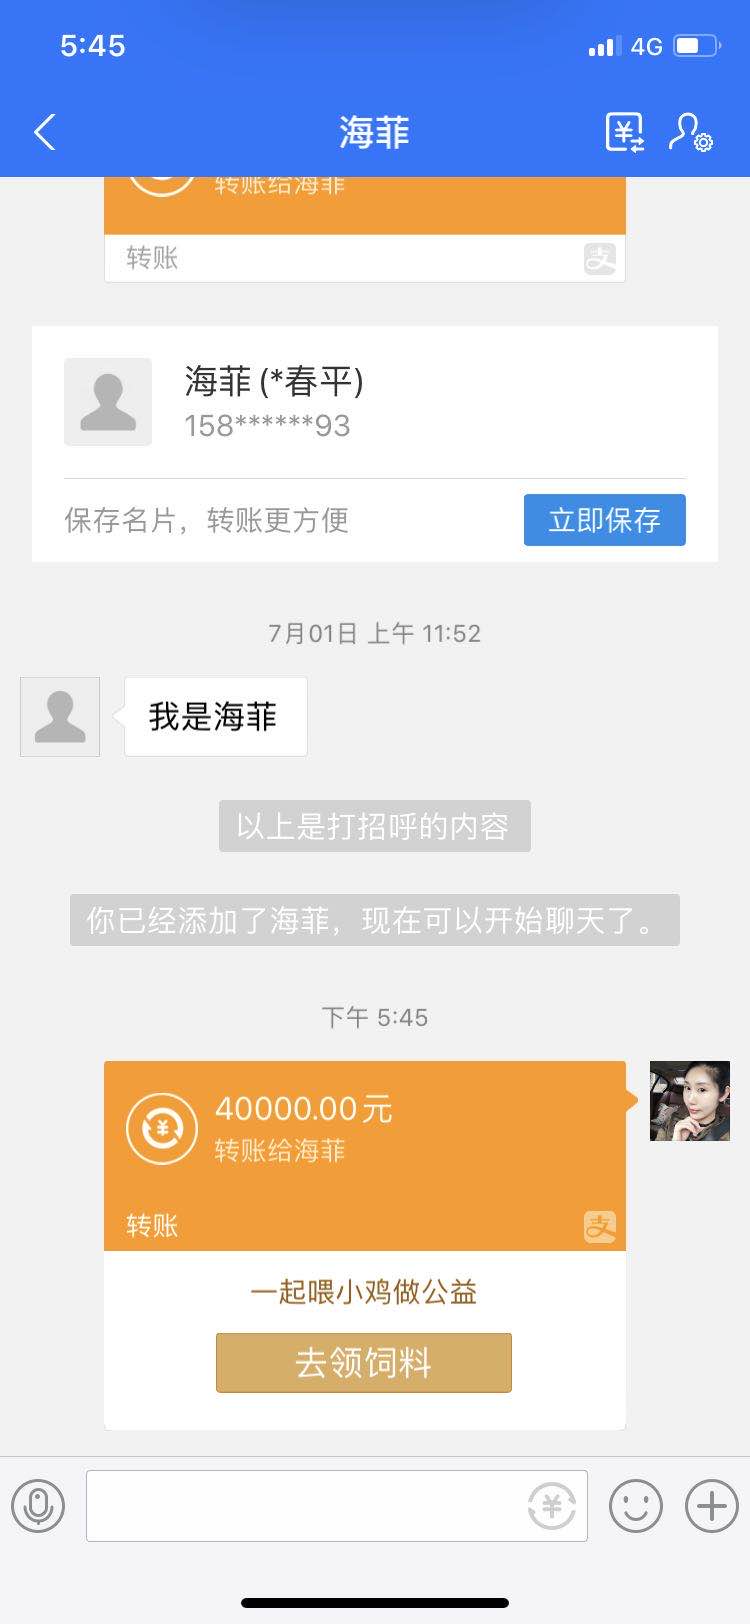 5:45
4G
海菲
转账给海菲
转账
支
海菲 (*春平)
158******93
保存名片，转账更方便
立即保存
7月01日 上午 11:52
我是海菲
以上是打招呼的内容
你已经添加了海菲，现在可以开始聊天了。
下午 5:45
40000.00元
转账给海菲
转账
支
一起喂小鸡做公益
去领饲料